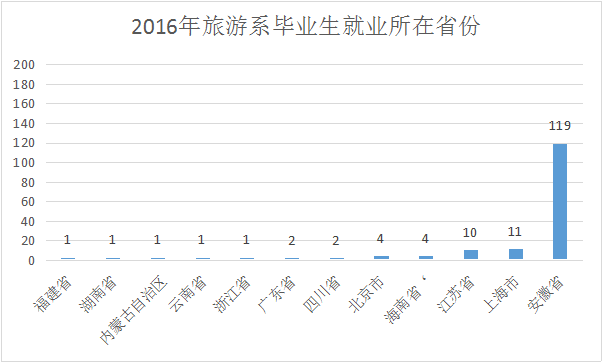 2016年旅游系毕业生就业所在省份
200
180
160
140
120
100
80
60
40
20
0
1
1
1
1
1
2
2
4
4
10
11
119
福建省
湖南省
内蒙古自治区
云南省
浙江省
广东省
四川省
北京市
海南省‘
江苏省
上海市
安徽省